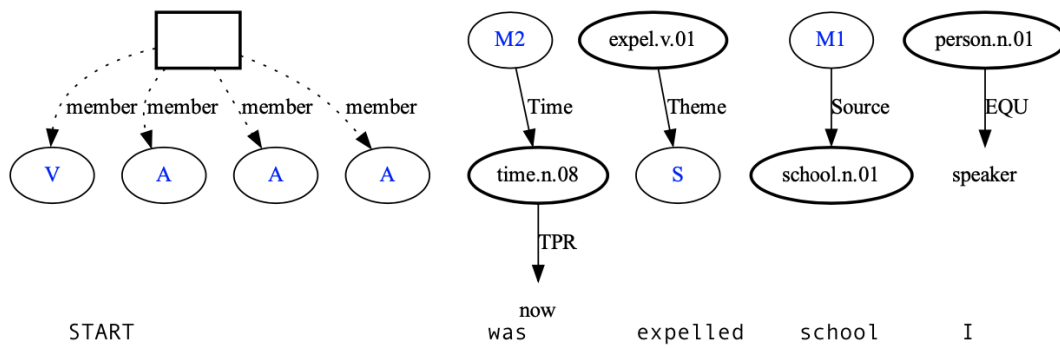 M2 expel.v.01 M1 person.n.01
member member member member Time Theme Source EQU
V A A A time.n.08 S school.n.01 speaker
TPR
now
START was expelled school I